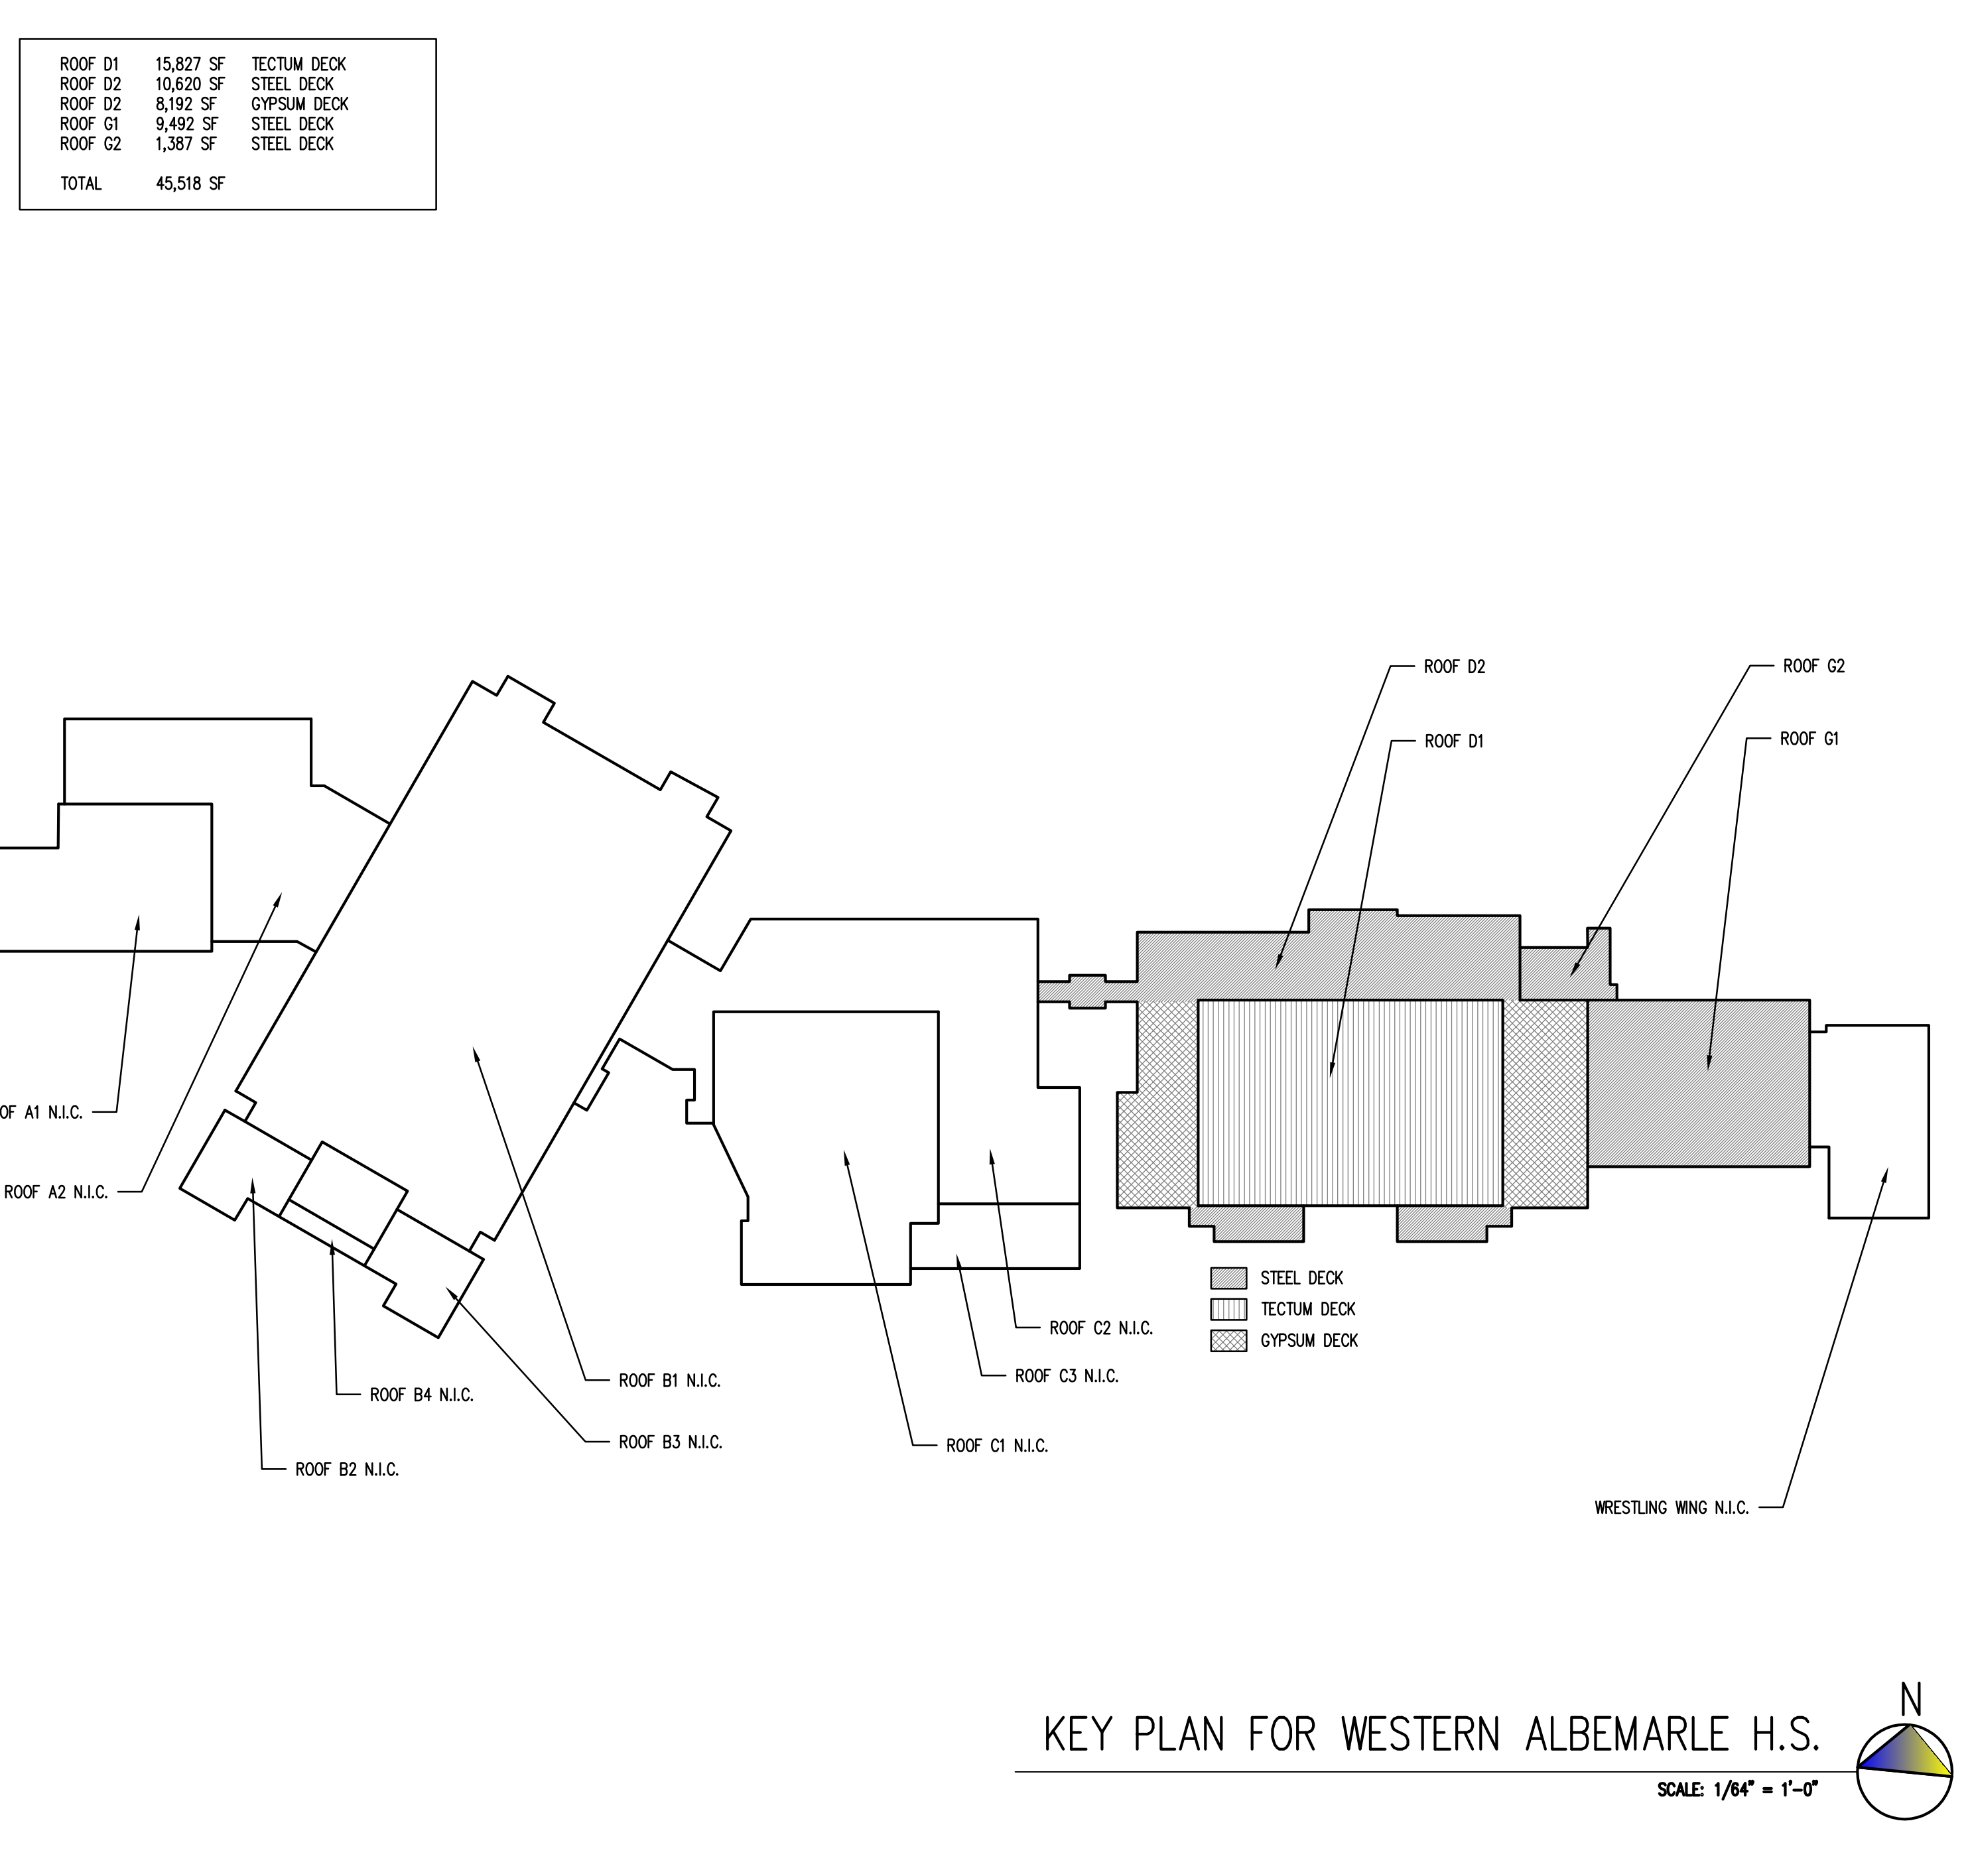 ROOF D1 15,827 SF TECTUM DECK
ROOF D2 10,620 SF STEEL DECK
ROOF D2 8,192 SF GYPSUM DECK
ROOF G1 9,492 SF STEEL DECK
ROOF G2 1,387 SF STEEL DECK
TOTAL 45,518 SF
ROOF D2
ROOF G2
ROOF D1
ROOF G1
OF A1 N.I.C.
ROOF A2 N.I.C.
STEEL DECK
TECTUM DECK
GYPSUM DECK
ROOF C2 N.I.C.
ROOF C3 N.I.C.
ROOF B1 N.I.C.
ROOF B4 N.I.C.
ROOF B3 N.I.C.
ROOF C1 N.I.C.
ROOF B2 N.I.C.
WRESTLING WING N.I.C.
N
KEY PLAN FOR WESTERN ALBEMARLE H.S.
SCALE: 1/64" = 1'-0"